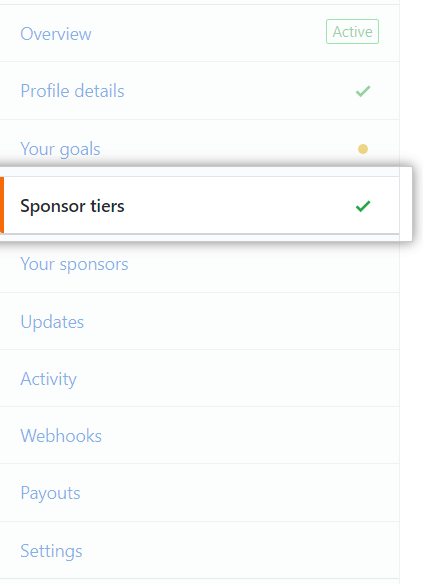 Overview Active
Profile details
Your goals
Sponsor tiers
Your sponsors
Updates
Activity
Webhooks
Payouts
Settings